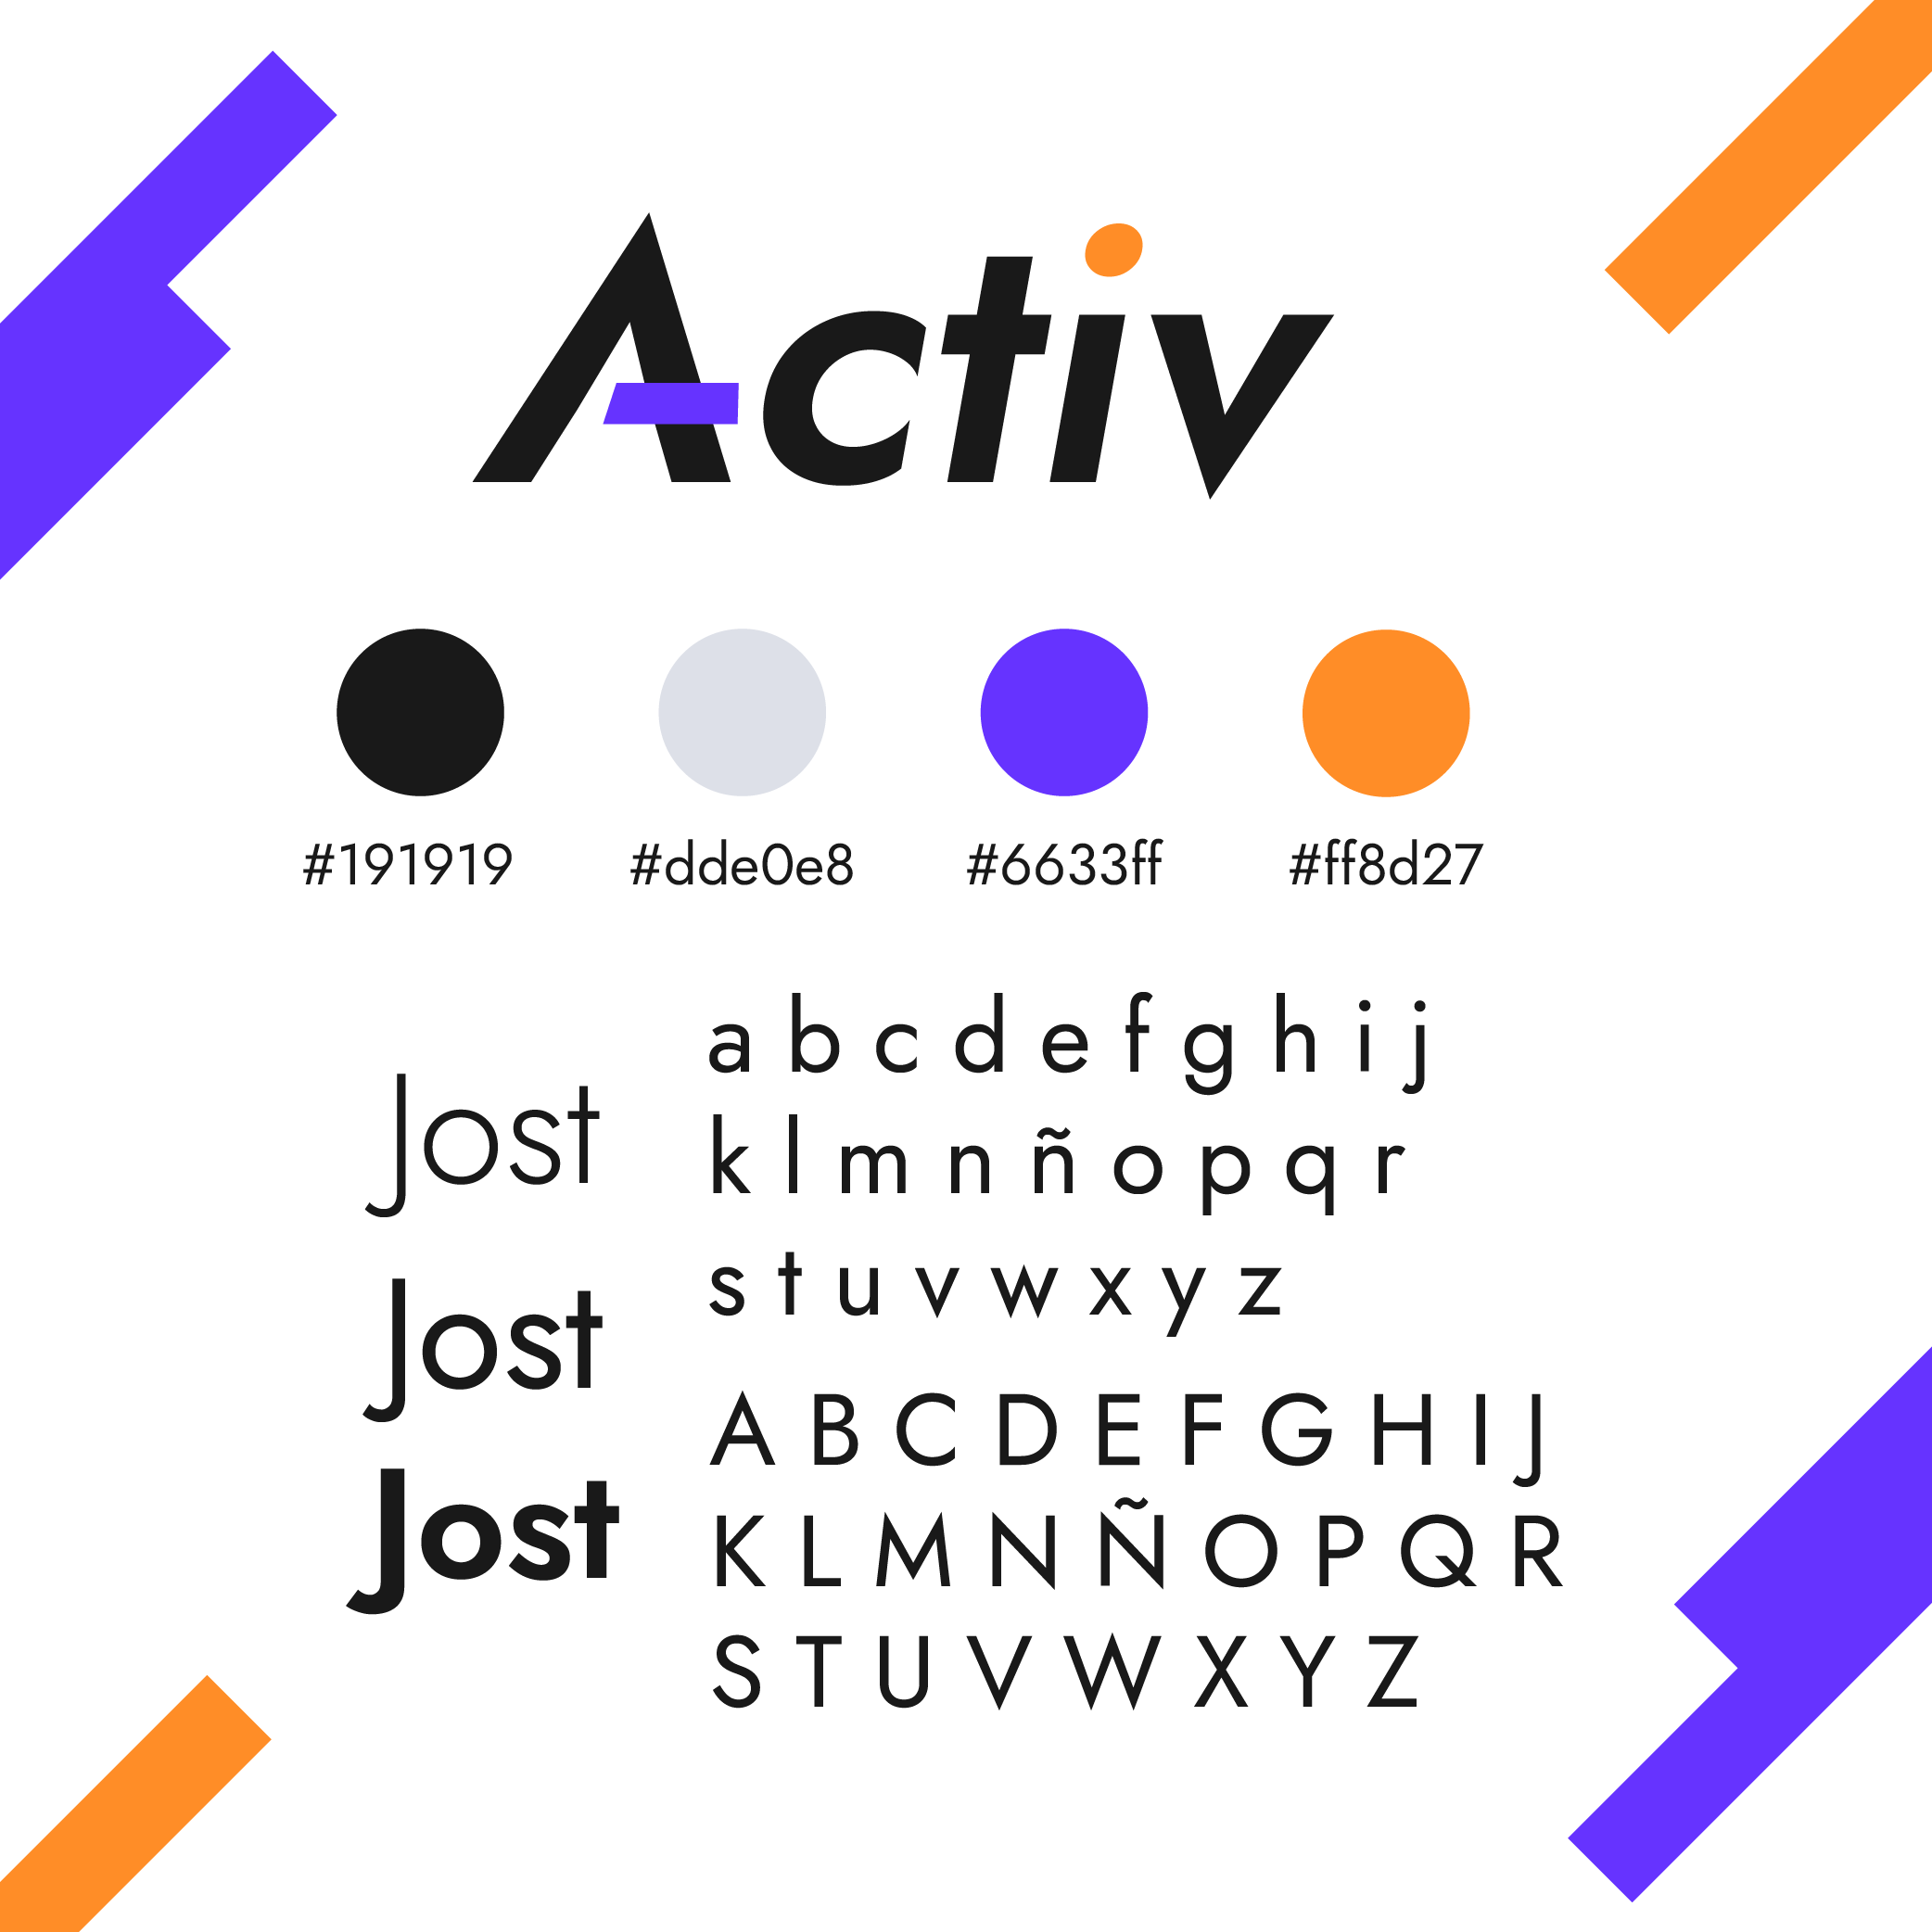 Activ
#191919 #dde0e8 #6633ff #ff8d27
Jost
Jost
Jost
a b c d e f g h i j
k l m n ñ o p q r
s t u v w x y z
A B C D E F G H I J
K L M N Ñ O P Q R
S T U V W X Y Z